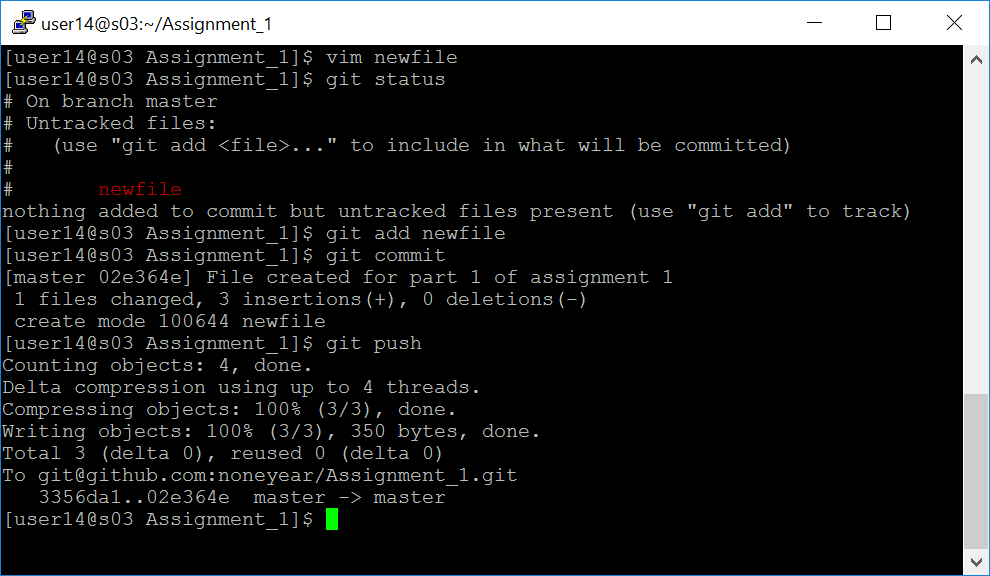 user14@s03:~/Assignment_1
[user14@s03 Assignment_1]$ vim newfile
[user14@s03 Assignment_1]$ git status
# On branch master
# Untracked files:
#   (use "git add <file>..." to include in what will be committed)
#
#       newfile
nothing added to commit but untracked files present (use "git add" to track)
[user14@s03 Assignment_1]$ git add newfile
[user14@s03 Assignment_1]$ git commit
[master 02e364e] File created for part 1 of assignment 1
 1 files changed, 3 insertions(+), 0 deletions(-)
 create mode 100644 newfile
[user14@s03 Assignment_1]$ git push
Counting objects: 4, done.
Delta compression using up to 4 threads.
Compressing objects: 100% (3/3), done.
Writing objects: 100% (3/3), 350 bytes, done.
Total 3 (delta 0), reused 0 (delta 0)
To git@github.com:noneyear/Assignment_1.git
   3356da1..02e364e  master -> master
[user14@s03 Assignment_1]$